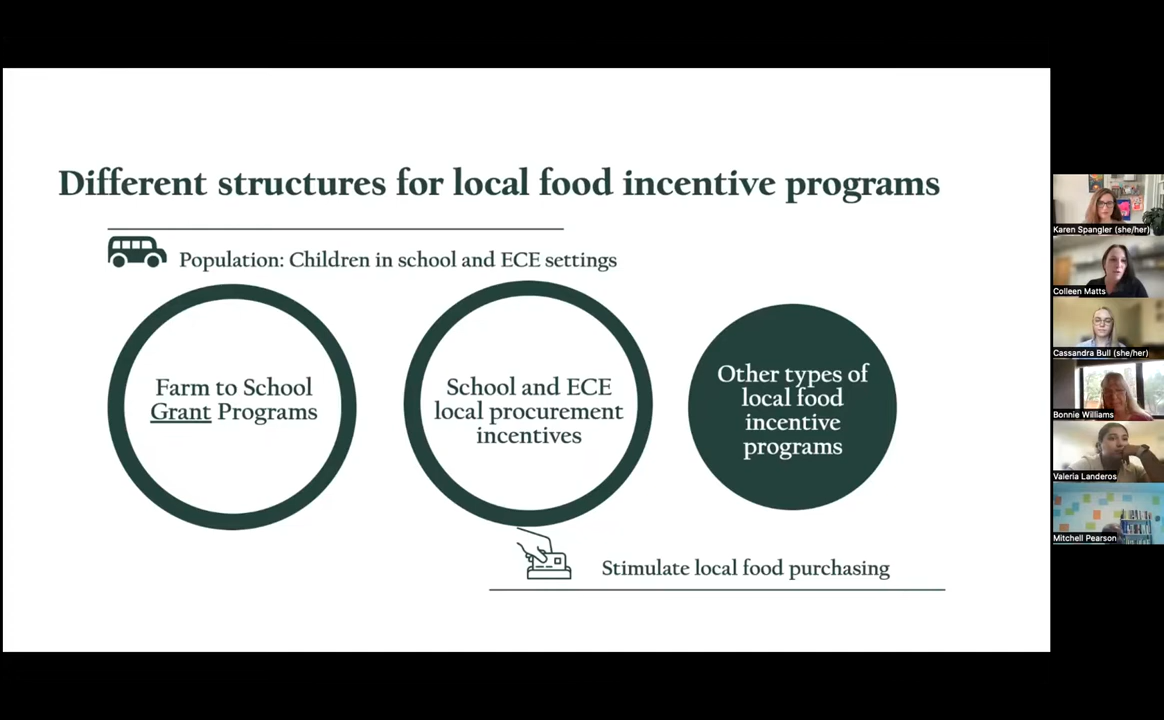 Different structures for local food incentive programs
Population: Children in school and ECE settings
Farm to School
Grant Programs
School and ECE
local procurement
incentives
Other types of
local food
incentive
programs
Stimulate local food purchasing
Karen Spangler (she/her)
Colleen Matts
Cassandra Bull (she/her)
Bonnie Williams
Valeria Landeros
Mitchell Pearson